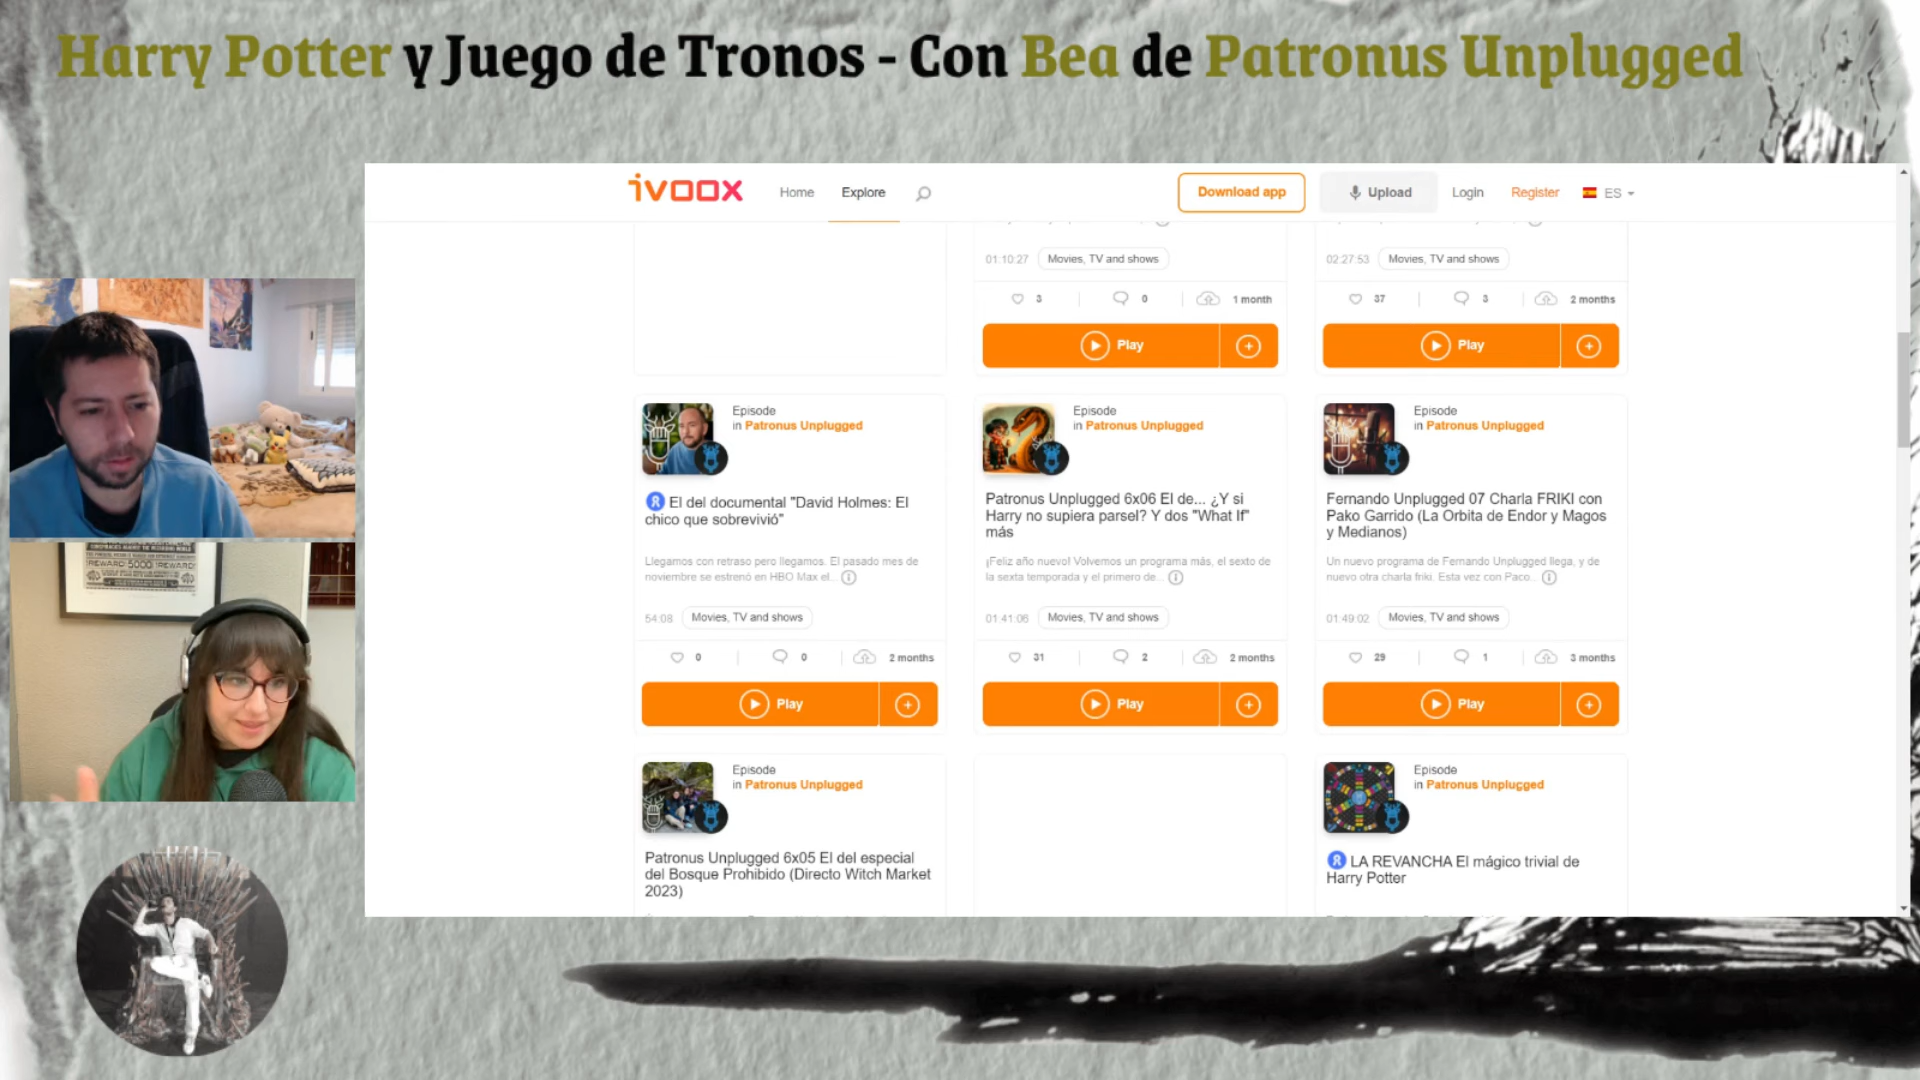 Harry Potter y Juego de Tronos - Con Bea de Patronus Unplugged
ivoox
Home
Explore
Download app
Upload
Login
Register
ES
01:10:27
Movies, TV and shows
3
0
1 month
Play
02:27:53
Movies, TV and shows
37
3
2 months
Play
Episode
in Patronus Unplugged
El del documental "David Holmes: El
chico que sobrevivió"
Llegamos con retraso pero llegamos. El pasado mes de
noviembre se estrenó en HBO Max el...
54:08
Movies, TV and shows
0
0
2 months
Play
Episode
in Patronus Unplugged
Patronus Unplugged 6x06 El de... ¿Y si
Harry no supiera parsel? Y dos "What If"
más
¡Feliz año nuevo! Volvemos un programa más, el sexto de
la sexta temporada y el primero de...
01:41:06
Movies, TV and shows
31
2
2 months
Play
Episode
in Patronus Unplugged
Fernando Unplugged 07 Charla FRIKI con
Pako Garrido (La Orbita de Endor y Magos
y Medianos)
Un nuevo programa de Fernando Unplugged llega, y de
nuevo otra charla friki. Esta vez con Paco...
01:49:02
Movies, TV and shows
29
1
3 months
Play
Episode
in Patronus Unplugged
Patronus Unplugged 6x05 El del especial
del Bosque Prohibido (Directo Witch Market
2023)
Episode
in Patronus Unplugged
LA REVANCHA El mágico trivial de
Harry Potter
REWARD 5000 REWARD